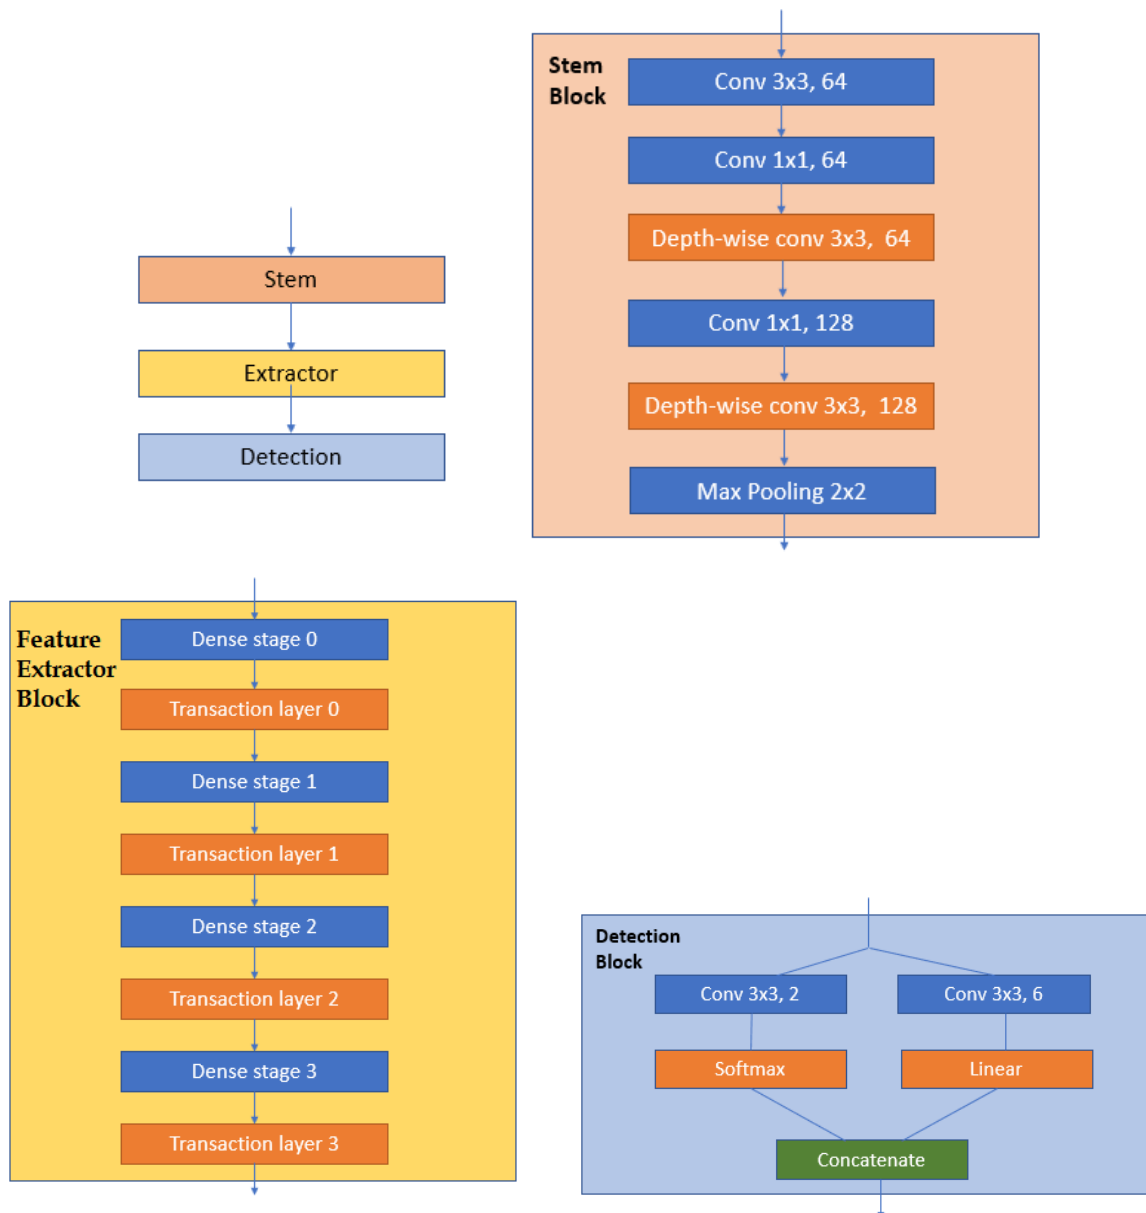 Stem
Block
Conv 3x3, 64
Conv 1x1, 64
Depth-wise conv 3x3, 64
Conv 1x1, 128
Depth-wise conv 3x3, 128
Max Pooling 2x2
Stem
Extractor
Detection
Feature
Extractor
Block
Dense stage 0
Transaction layer 0
Dense stage 1
Transaction layer 1
Dense stage 2
Transaction layer 2
Dense stage 3
Transaction layer 3
Detection
Block
Conv 3x3, 2
Conv 3x3, 6
Softmax
Linear
Concatenate